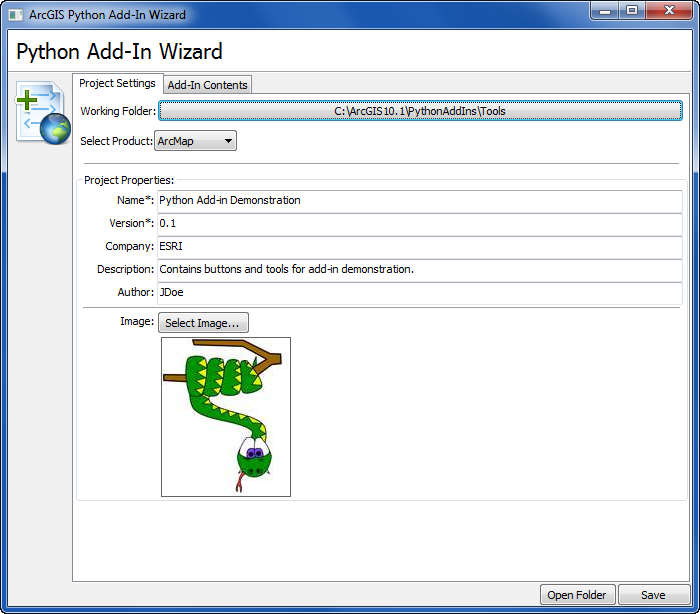 ArcGIS Python Add-In Wizard
Python Add-In Wizard
Project Settings Add-In Contents
Working Folder: C:\ArcGIS10.1\PythonAddIns\Tools
Select Product: ArcMap
Project Properties:
Name*: Python Add-in Demonstration
Version*: 0.1
Company: ESRI
Description: Contains buttons and tools for add-in demonstration.
Author: JDoe
Image: Select Image...
Open Folder Save